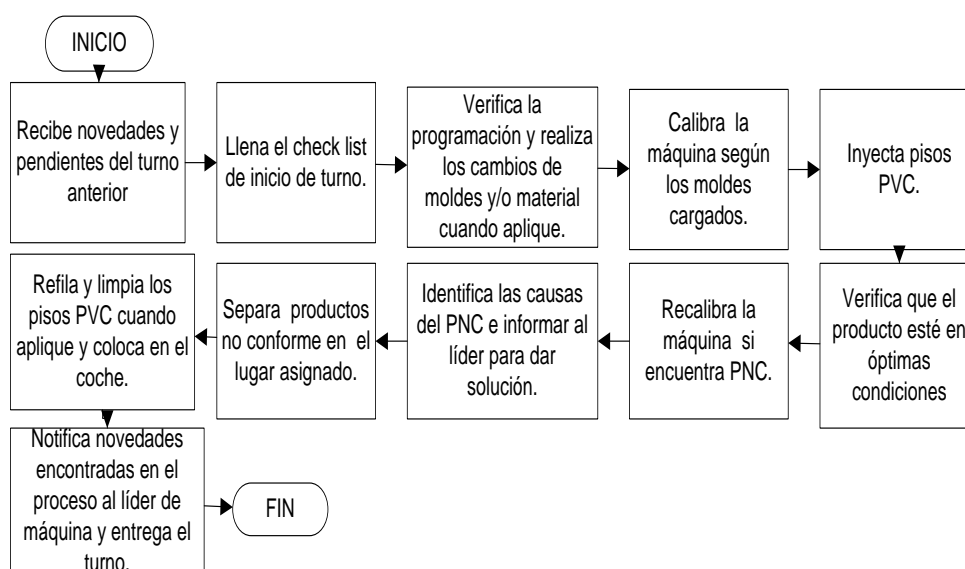 INICIO
Recibe novedades y
pendientes del turno
anterior
Llena el check list
de inicio de turno.
Verifica la
programación y realiza
los cambios de
moldes y/o material
cuando aplique.
Calibra la
máquina según
los moldes
cargados.
Inyecta pisos
PVC.
Verifica que el
producto esté en
óptimas
condiciones
Recalibra la
máquina si
encuentra PNC.
Identifica las causas
del PNC e informar al
líder para dar
solución.
Separa productos
no conforme en el
lugar asignado.
Refila y limpia los
pisos PVC cuando
aplique y coloca en el
coche.
Notifica novedades
encontradas en el
proceso al líder de
máquina y entrega el
turno.
FIN